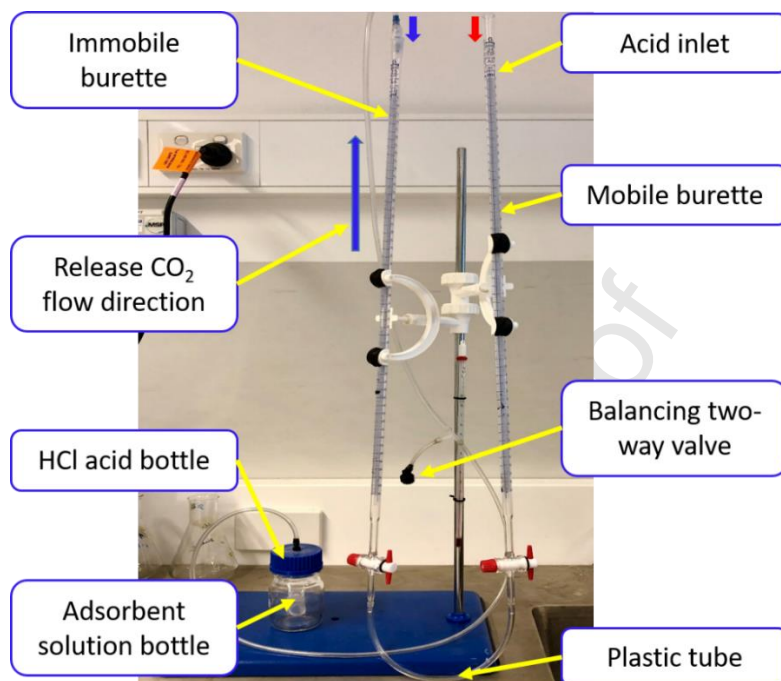 Immobile
burette
Acid inlet
Mobile burette
Release CO₂
flow direction
Balancing two-
way valve
HCl acid bottle
Adsorbent
solution bottle
Plastic tube
of